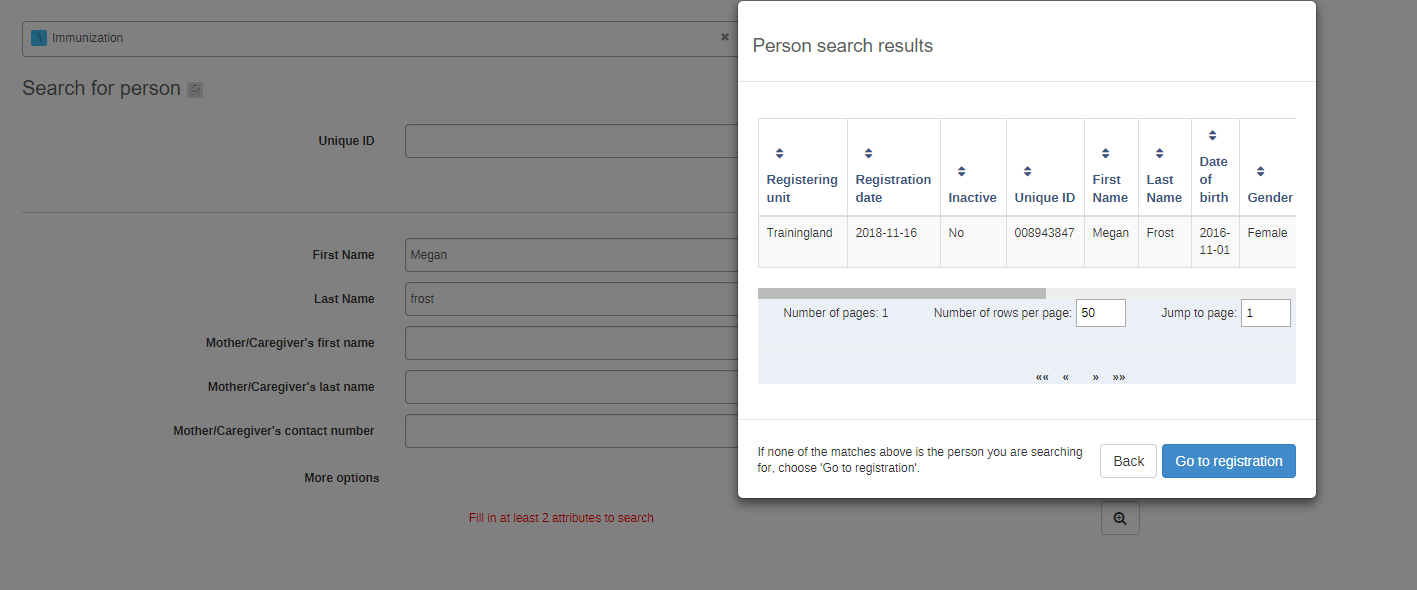 Immunization ×
Search for person
Unique ID
First Name Megan
Last Name frost
Mother/Caregiver's first name
Mother/Caregiver's last name
Mother/Caregiver's contact number
More options
Fill in at least 2 attributes to search
Person search results
Registering unit
Registration date
Inactive
Unique ID
First Name
Last Name
Date of birth
Gender
Trainingland 2018-11-16 No 008943847 Megan Frost 2016-11-01 Female
Number of pages: 1 Number of rows per page: 50 Jump to page: 1
«« « » »»
If none of the matches above is the person you are searching
for, choose 'Go to registration'.
Back Go to registration